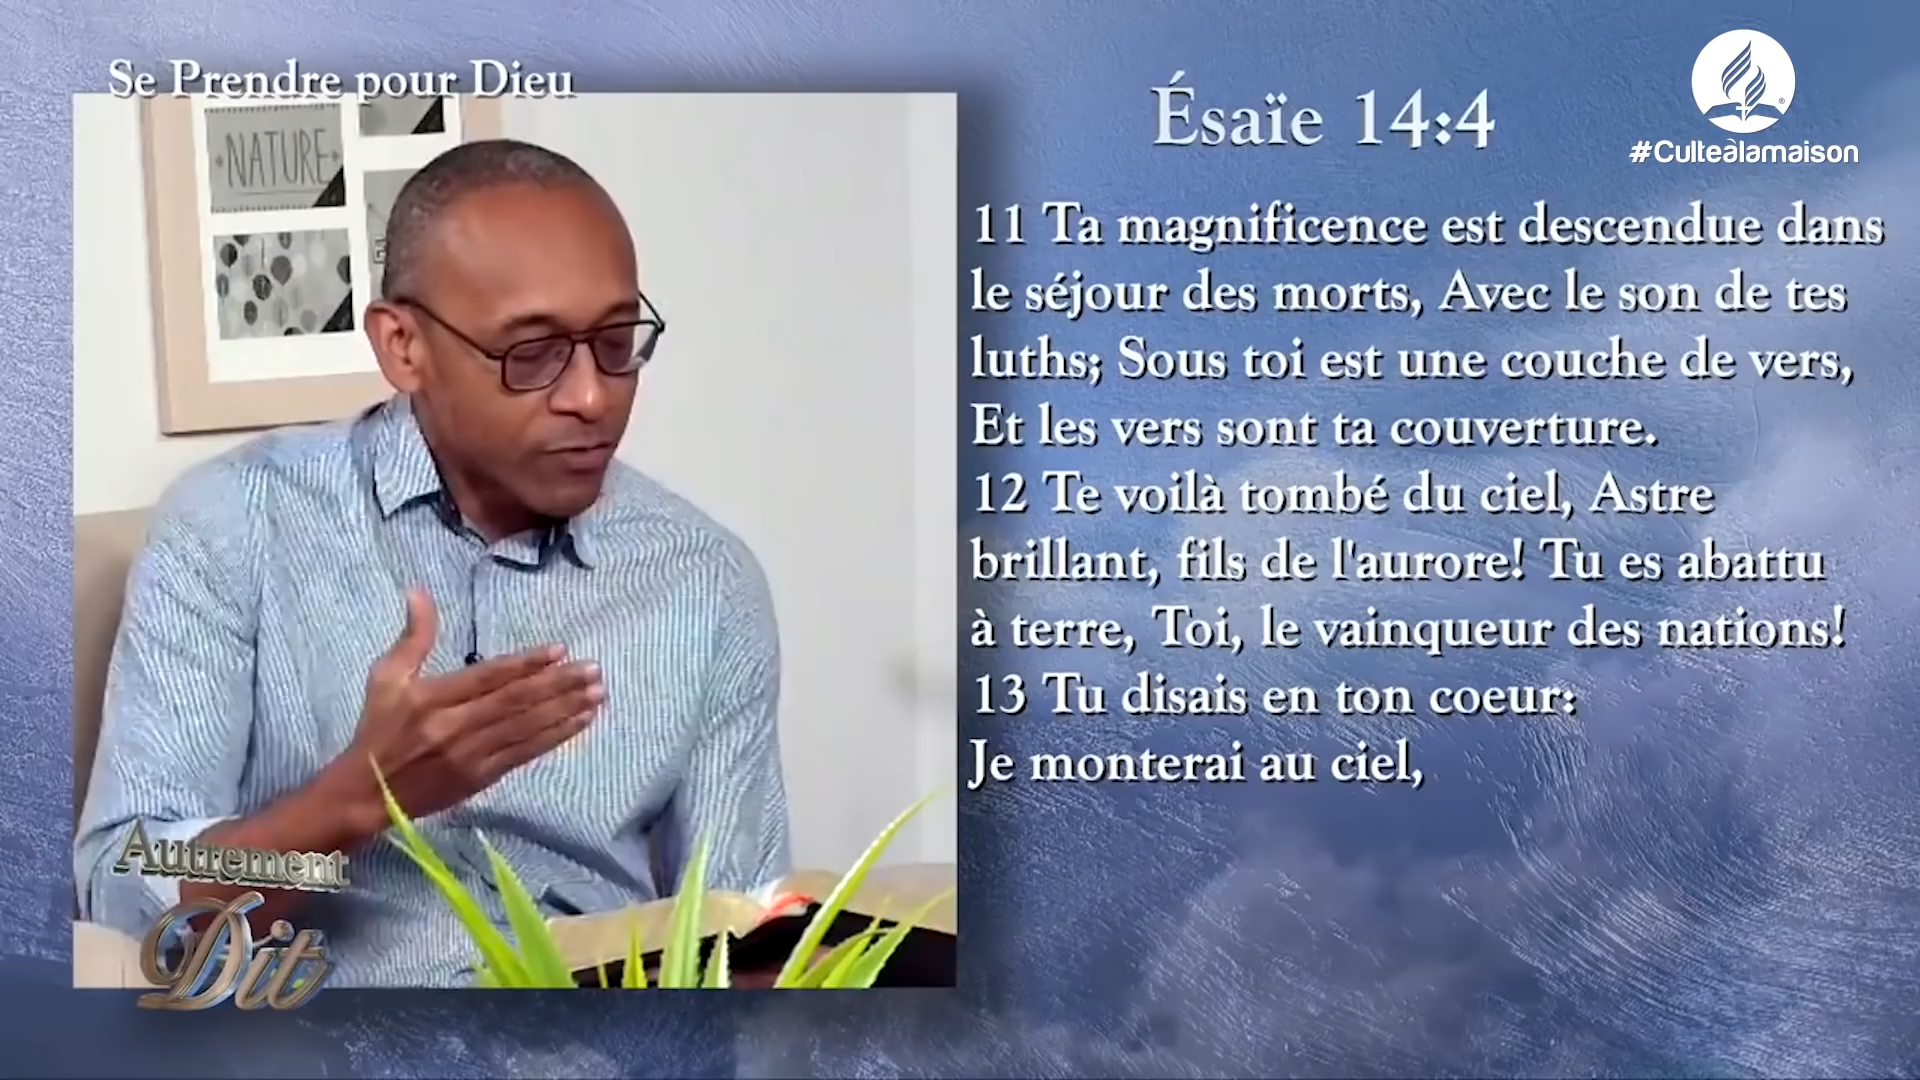 Se Prendre pour Dieu
NATURE
Ésaïe 14:4
#Culteàlamaison
11 Ta magnificence est descendue dans
le séjour des morts, Avec le son de tes
luths; Sous toi est une couche de vers,
Et les vers sont ta couverture.
12 Te voilà tombé du ciel, Astre
brillant, fils de l'aurore! Tu es abattu
à terre, Toi, le vainqueur des nations!
13 Tu disais en ton coeur:
Je monterai au ciel,
Autrement
Dit